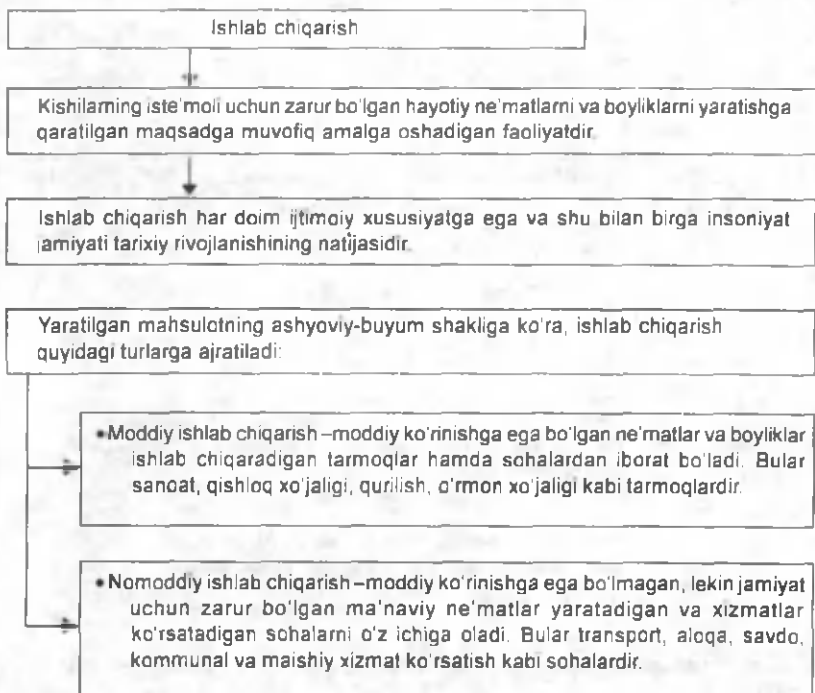 Ishlab chiqarish
Kishilarning iste'moli uchun zarur bo'lgan hayotiy ne'matlarni va boyliklarni yaratishga
qaratilgan maqsadga muvofiq amalga oshadigan faoliyatdir.
Ishlab chiqarish har doim ijtimoiy xususiyatga ega va shu bilan birga insoniyat
jamiyati tarixiy rivojlanishining natijasidir.
Yaratilgan mahsulotning ashyoviy-buyum shakliga ko'ra, ishlab chiqarish
quyidagi turlarga ajratiladi:
•Moddiy ishlab chiqarish –moddiy ko'rinishga ega bo'lgan ne'matlar va boyliklar
ishlab chiqaradigan tarmoqlar hamda sohalardan iborat bo'ladi. Bular
sanoat, qishloq xo'jaligi, qurilish, o'rmon xo'jaligi kabi tarmoqlardir.
•Nomoddiy ishlab chiqarish –moddiy ko'rinishga ega bo'lmagan, lekin jamiyat
uchun zarur bo'lgan ma'naviy ne'matlar yaratadigan va xizmatlar
ko'rsatadigan sohalarni o'z ichiga oladi. Bular transport, aloqa, savdo,
kommunal va maishiy xizmat ko'rsatish kabi sohalardir.